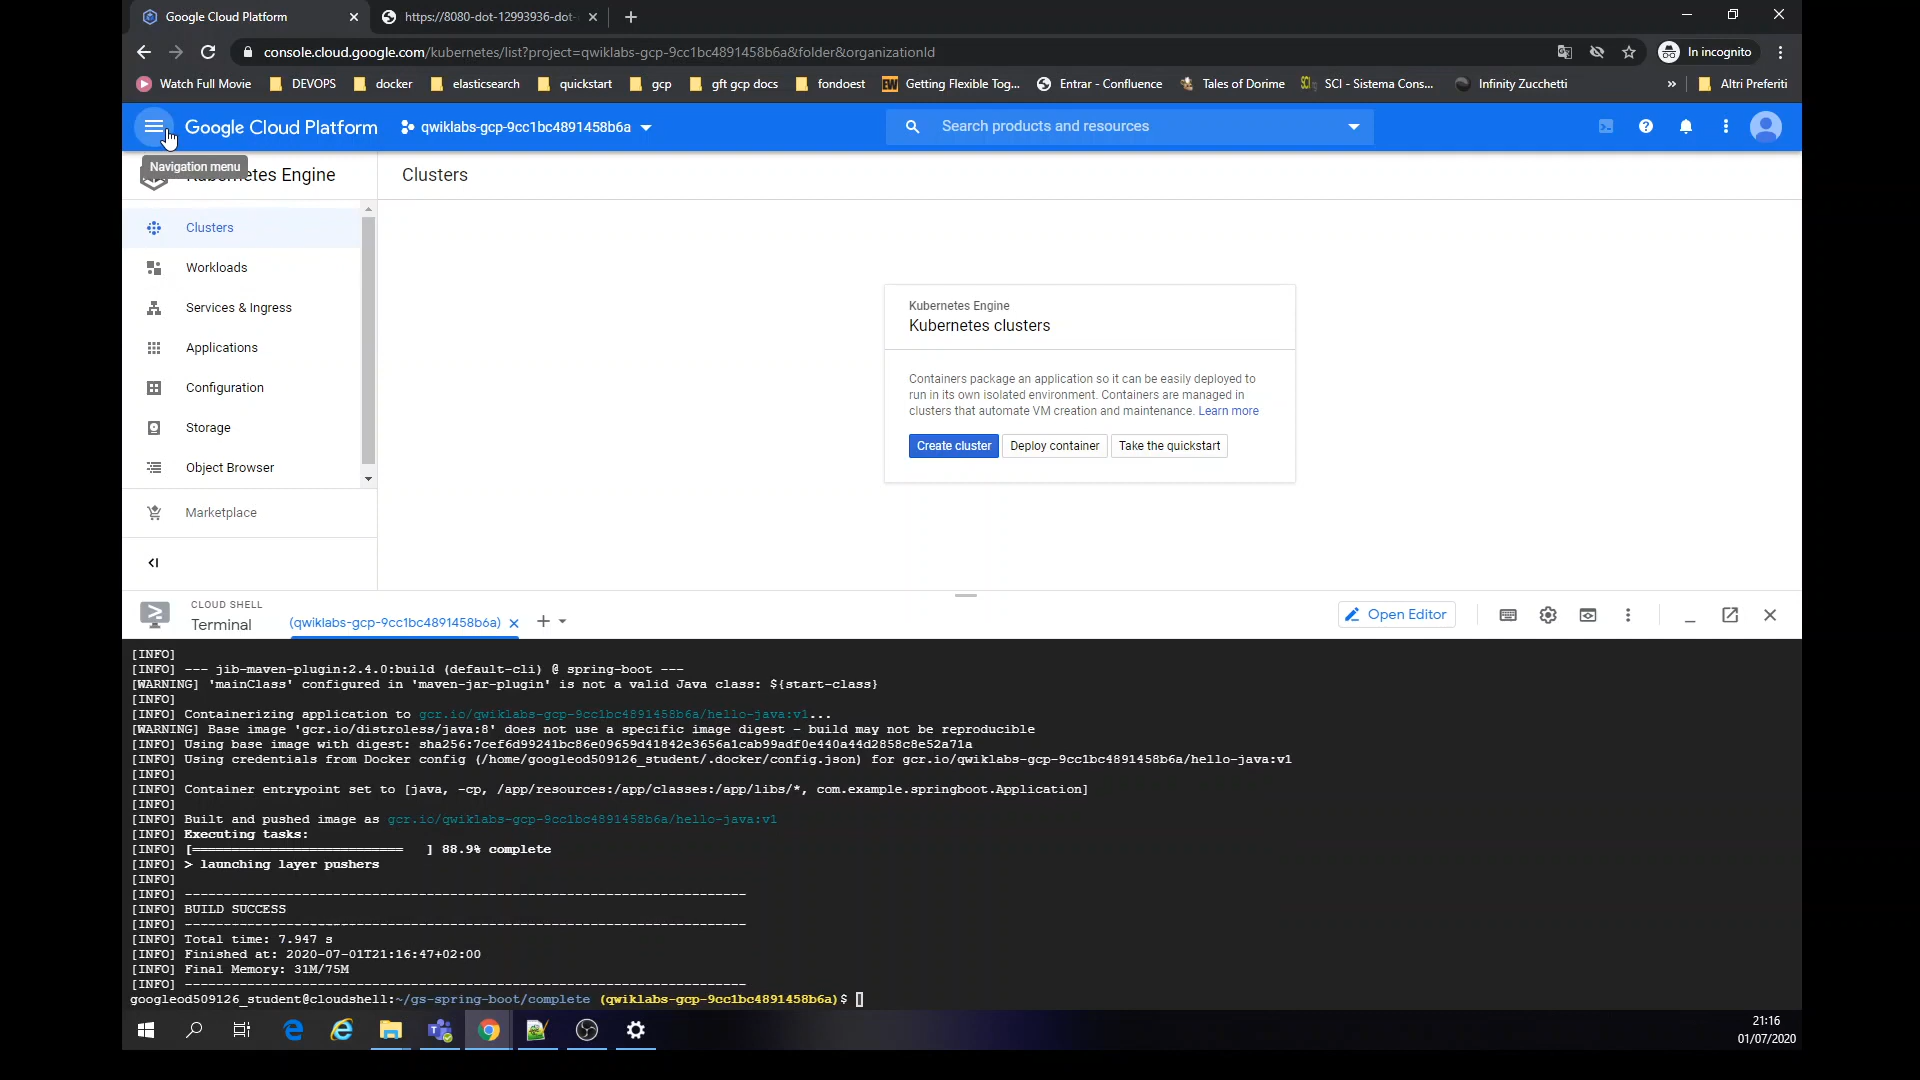 Google Cloud Platform
https://8080-dot-12993936-dot-
console.cloud.google.com/kubernetes/list?project=qwiklabs-gcp-9cc1bc4891458b6a&folder&organizationId
In incognito
Watch Full Movie
DEVOPS
docker
elasticsearch
quickstart
gcp
gft gcp docs
fondoest
Getting Flexible Tog...
Entrar - Confluence
Tales of Dorime
SCI - Sistema Cons...
Infinity Zucchetti
»
Altri Preferiti
Google Cloud Platform
qwiklabs-gcp-9cc1bc4891458b6a
Search products and resources
Navigation menu
etes Engine
Clusters
Clusters
Workloads
Services & Ingress
Applications
Configuration
Storage
Object Browser
Marketplace
Kubernetes Engine
Kubernetes clusters
Containers package an application so it can be easily deployed to
run in its own isolated environment. Containers are managed in
clusters that automate VM creation and maintenance. Learn more
Create cluster
Deploy container
Take the quickstart
CLOUD SHELL
Terminal
(qwiklabs-gcp-9cc1bc4891458b6a)
Open Editor
[INFO]
[INFO] --- jib-maven-plugin:2.4.0:build (default-cli) @ spring-boot ---
[WARNING] 'mainClass' configured in 'maven-jar-plugin' is not a valid Java class: ${start-class}
[INFO]
[INFO] Containerizing application to gcr.io/qwiklabs-gcp-9cc1bc4891458b6a/hello-java:v1...
[WARNING] Base image 'gcr.io/distroless/java:8' does not use a specific image digest - build may not be reproducible
[INFO] Using base image with digest: sha256:7cef6d99241bc86e09659d41842e3656a1cab99adf0e440a44d2858c8e52a71a
[INFO] Using credentials from Docker config (/home/googleod509126_student/.docker/config.json) for gcr.io/qwiklabs-gcp-9cc1bc4891458b6a/hello-java:v1
[INFO]
[INFO] Container entrypoint set to [java, -cp, /app/resources:/app/classes:/app/libs/*, com.example.springboot.Application]
[INFO]
[INFO] Built and pushed image as gcr.io/qwiklabs-gcp-9cc1bc4891458b6a/hello-java:v1
[INFO] Executing tasks:
[INFO] [=========================== ] 88.9% complete
[INFO] > launching layer pushers
[INFO]
[INFO] ------------------------------------------------------------------------
[INFO] BUILD SUCCESS
[INFO] ------------------------------------------------------------------------
[INFO] Total time: 7.947 s
[INFO] Finished at: 2020-07-01T21:16:47+02:00
[INFO] Final Memory: 31M/75M
[INFO] ------------------------------------------------------------------------
googleod509126_student@cloudshell:~/gs-spring-boot/complete (qwiklabs-gcp-9cc1bc4891458b6a)$
21:16
01/07/2020